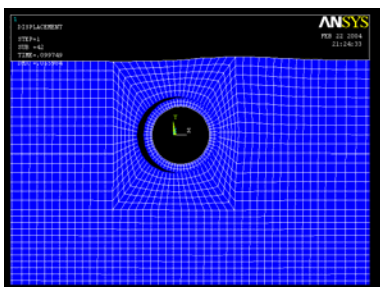 1
DISPLACEMENT
STEP=1
SUB =42
TIME=.099748
ANSYS
FEB 22 2004
21:24:33
Y
X